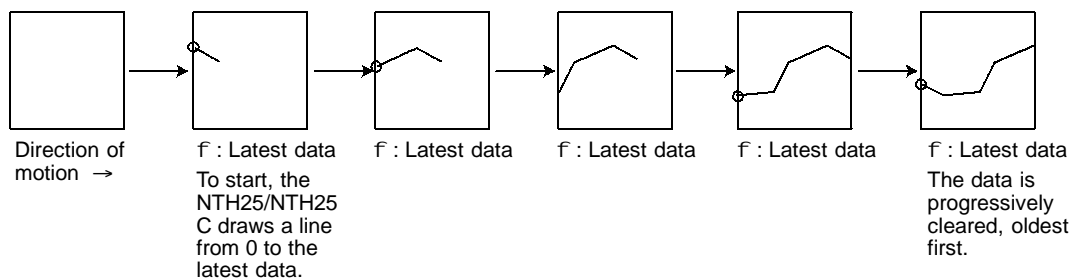 Direction of
motion →
f : Latest data
To start, the
NTH25/NTH25
C draws a line
from 0 to the
latest data.
f : Latest data
f : Latest data
f : Latest data
f : Latest data
The data is
progressively
cleared, oldest
first.